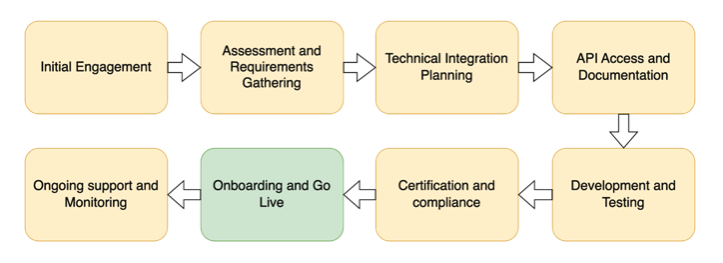 Initial Engagement
Assessment and
Requirements
Gathering
Technical Integration
Planning
API Access and
Documentation
Development and
Testing
Certification and
compliance
Onboarding and Go
Live
Ongoing support and
Monitoring